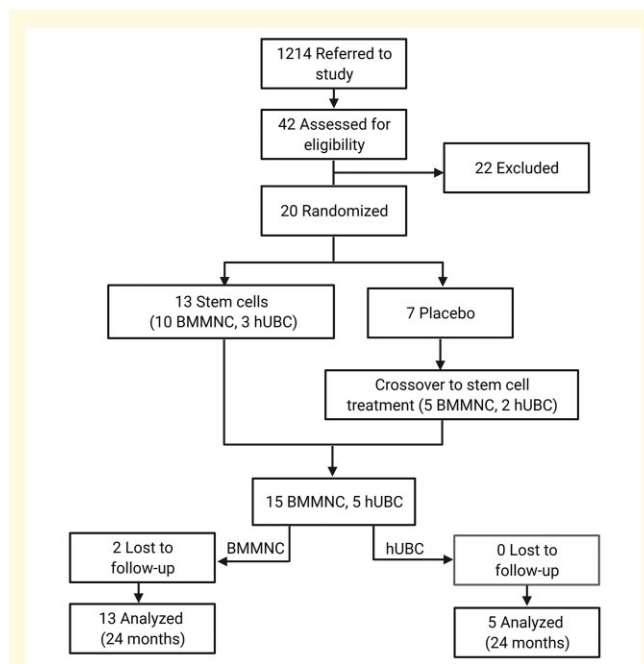 1214 Referred to
study
42 Assessed for
eligibility
22 Excluded
20 Randomized
13 Stem cells
(10 BMMNC, 3 hUBC)
7 Placebo
Crossover to stem cell
treatment (5 BMMNC, 2 hUBC)
15 BMMNC, 5 hUBC
BMMNC
hUBC
2 Lost to
follow-up
0 Lost to
follow-up
13 Analyzed
(24 months)
5 Analyzed
(24 months)